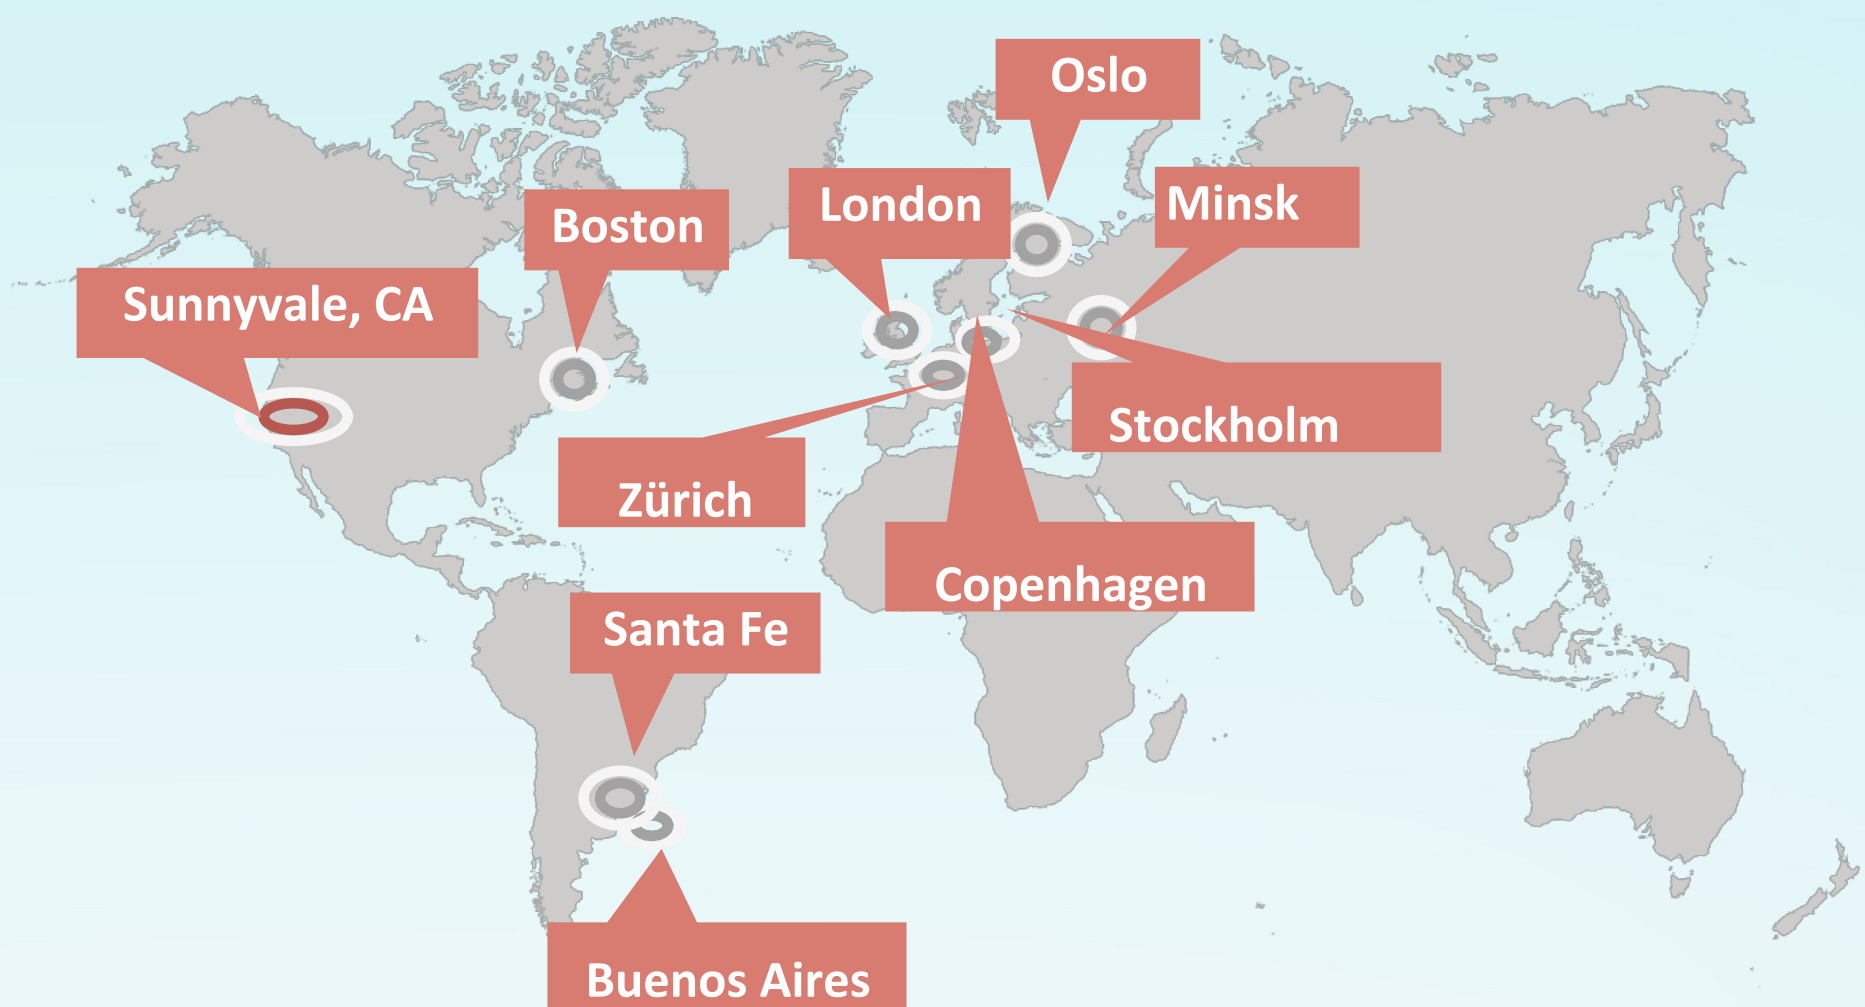 Oslo
London
Minsk
Boston
Sunnyvale, CA
Stockholm
Zürich
Copenhagen
Santa Fe
Buenos Aires